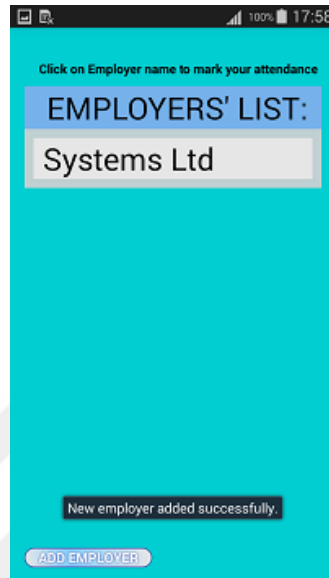 100% 17:58
Click on Employer name to mark your attendance
EMPLOYERS' LIST:
Systems Ltd
New employer added successfully.
ADD EMPLOYER